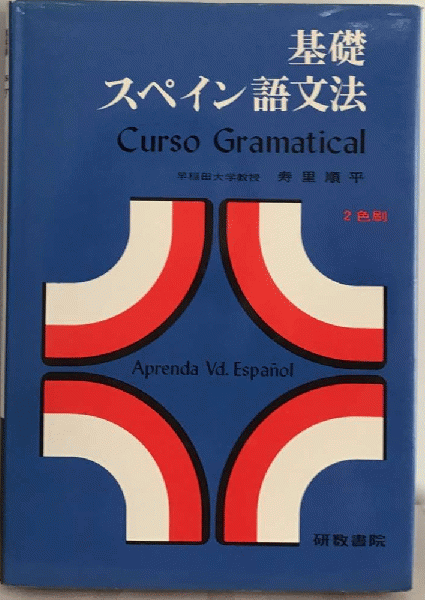 基礎
スペイン語文法
Curso Gramatical
早稲田大学教授 寿里順平
2色刷
Aprenda Vd. Español
研数書院